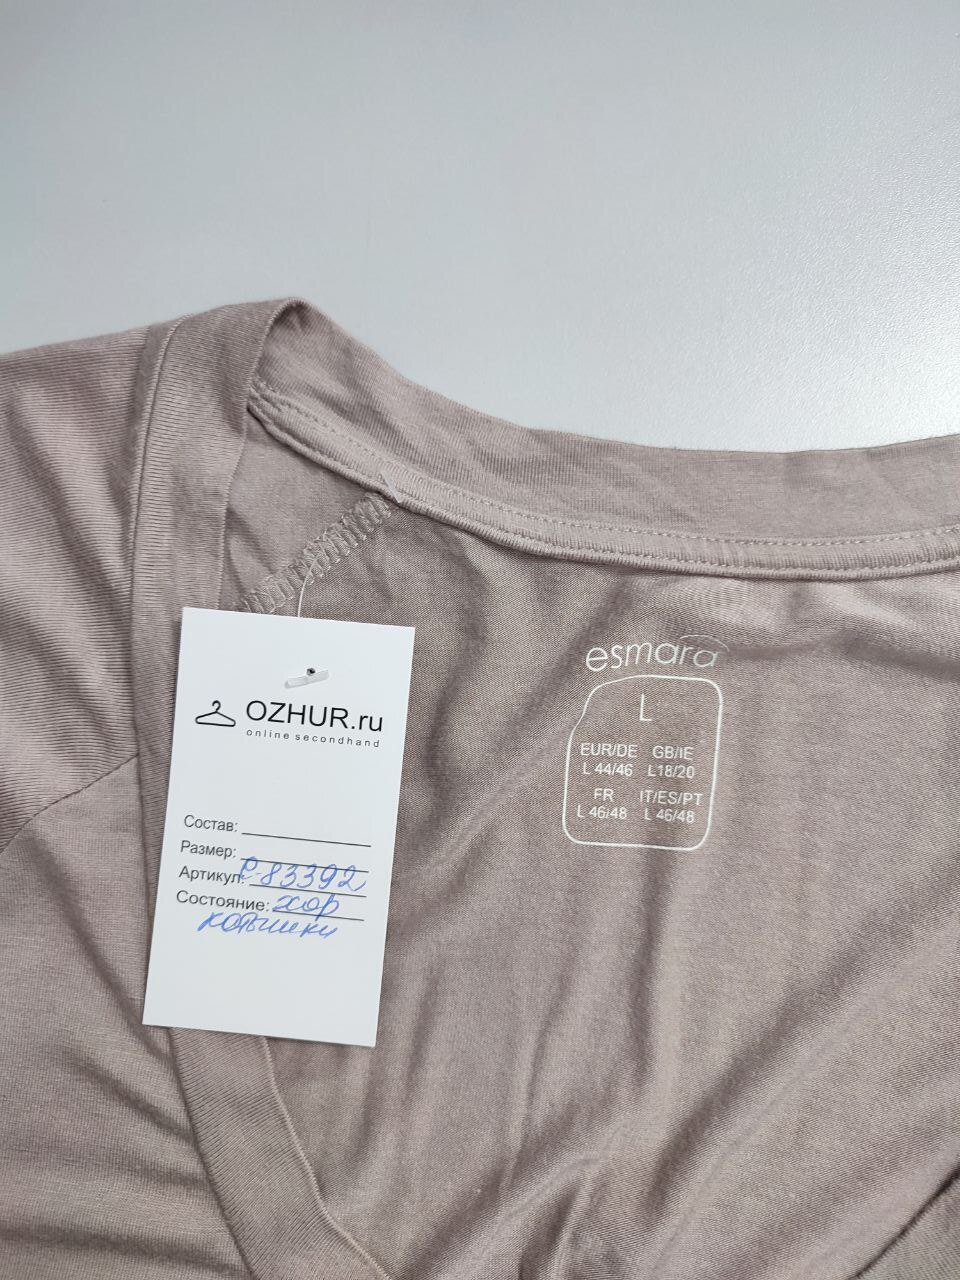 OZHUR.ru
online secondhand
Состав:
Размер:
Артикул: Р-83392
Состояние: хор
катышки
esmara
L
EUR/DE GB/IE
L 44/46 L18/20
FR IT/ES/PT
L 46/48 L 46/48